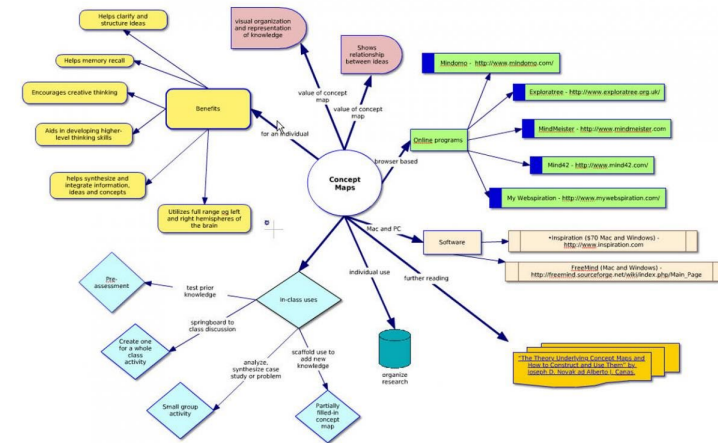 Helps clarify and
structure ideas
Helps memory recall
Encourages creative thinking
Aids in developing higher-
level thinking skills
helps synthesize and
integrate information,
ideas and concepts
Utilizes full range og left
and right hemispheres of
the brain
Benefits
for an individual
visual organization
and representation
of knowledge
value of concept
map
Shows
relationship
between ideas
value of concept
map
Concept
Maps
browser based
Online programs
Mindomo - http://www.mindomo.com/
Exploratree - http://www.exploratree.org.uk/
MindMeister - http://www.mindmeister.com
Mind42 - http://www.mind42.com/
My Webspiration - http://www.mywebspiration.com/
Mac and PC
Software
•Inspiration ($70 Mac and Windows) -
http://www.inspiration.com
FreeMind (Mac and Windows) -
http://freemind.sourceforge.net/wiki/index.php/Main_Page
further reading
"The Theory Underlying Concept Maps and
How to Construct and Use Them" by.
Joseph D. Novak ad Alberto J. Canas.
individual use
organize
research
In-class uses
test prior
knowledge
Pre-
assessment
springboard to
class discussion
Create one
for a whole
class
activity
analyze,
synthesize case
study or problem
Small group
activity
scaffold use to
add new
knowledge
Partially
filled-in
concept
map